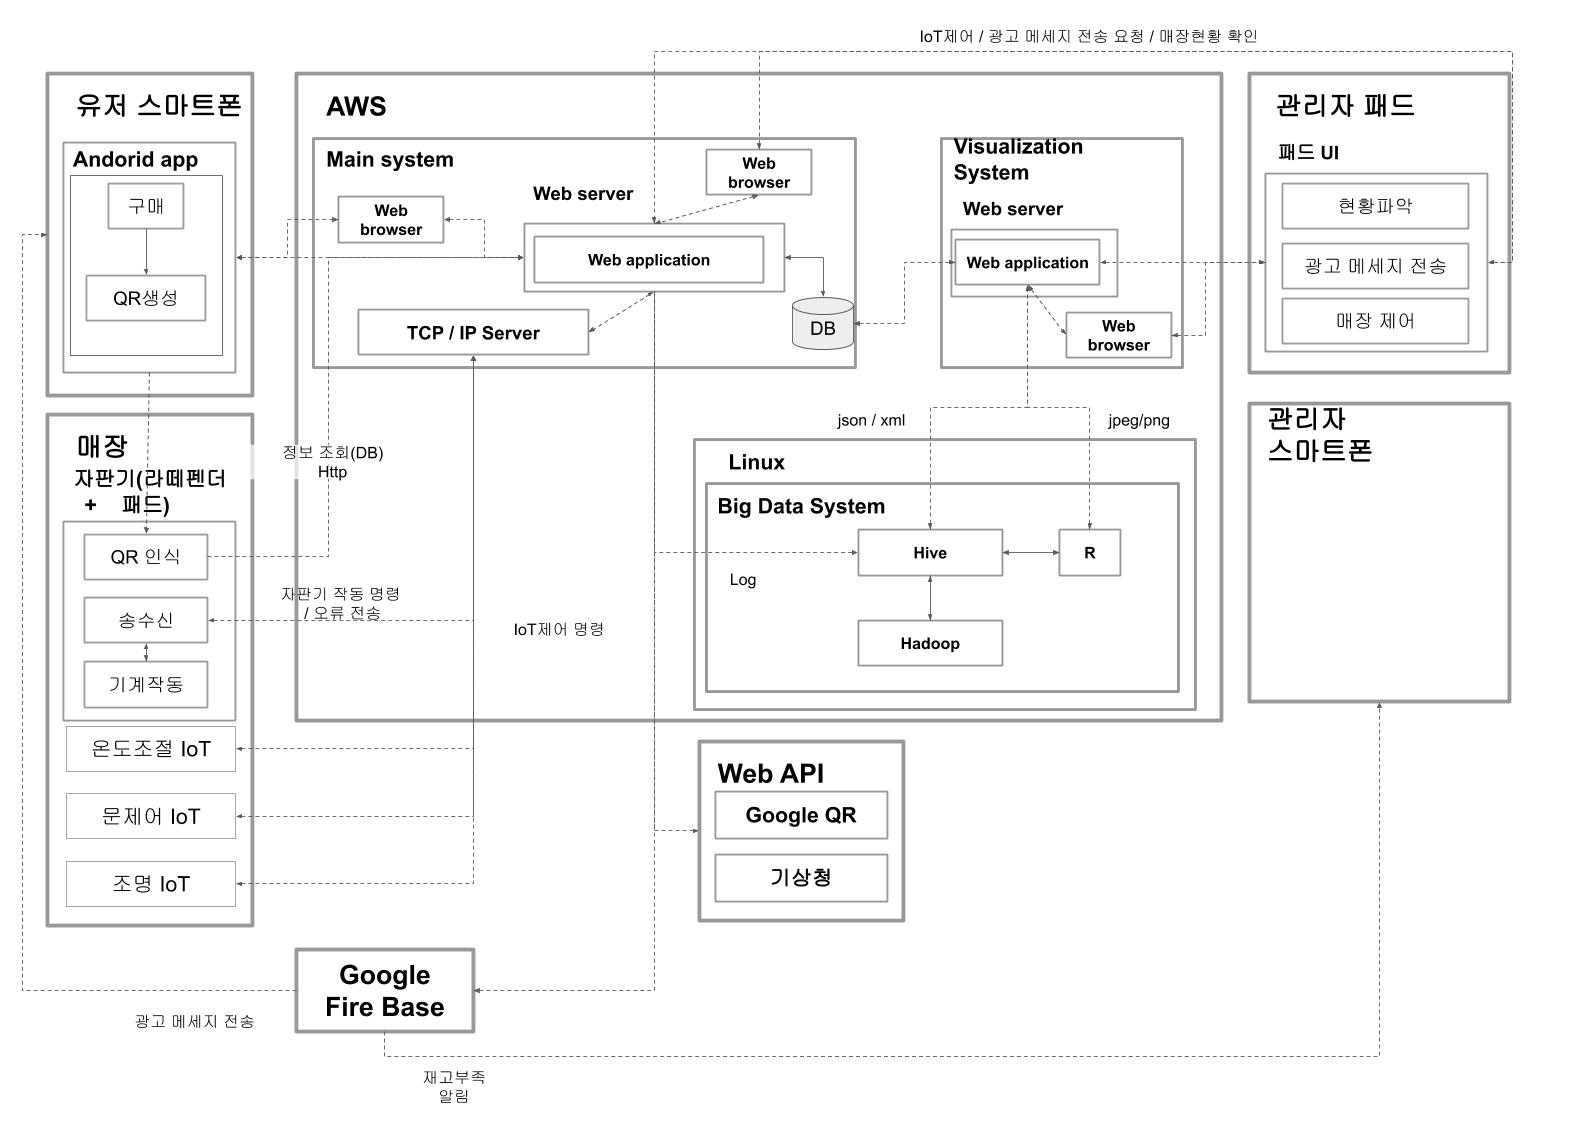 IoT제어 / 광고 메세지 전송 요청 / 매장현황 확인
유저 스마트폰
Andorid app
구매
QR생성
매장
자판기(라떼펜더
+ 패드)
QR 인식
송수신
기계작동
온도조절 IoT
문제어 IoT
조명 IoT
AWS
Main system
Web
browser
Web server
Web
browser
Web application
TCP / IP Server
DB
Visualization
System
Web server
Web application
Web
browser
관리자 패드
패드 UI
현황파악
광고 메세지 전송
매장 제어
관리자
스마트폰
정보 조회(DB)
Http
자판기 작동 명령
/ 오류 전송
IoT제어 명령
json / xml
jpeg/png
Linux
Big Data System
Hive
R
Log
Hadoop
Web API
Google QR
기상청
Google
Fire Base
광고 메세지 전송
재고부족
알림